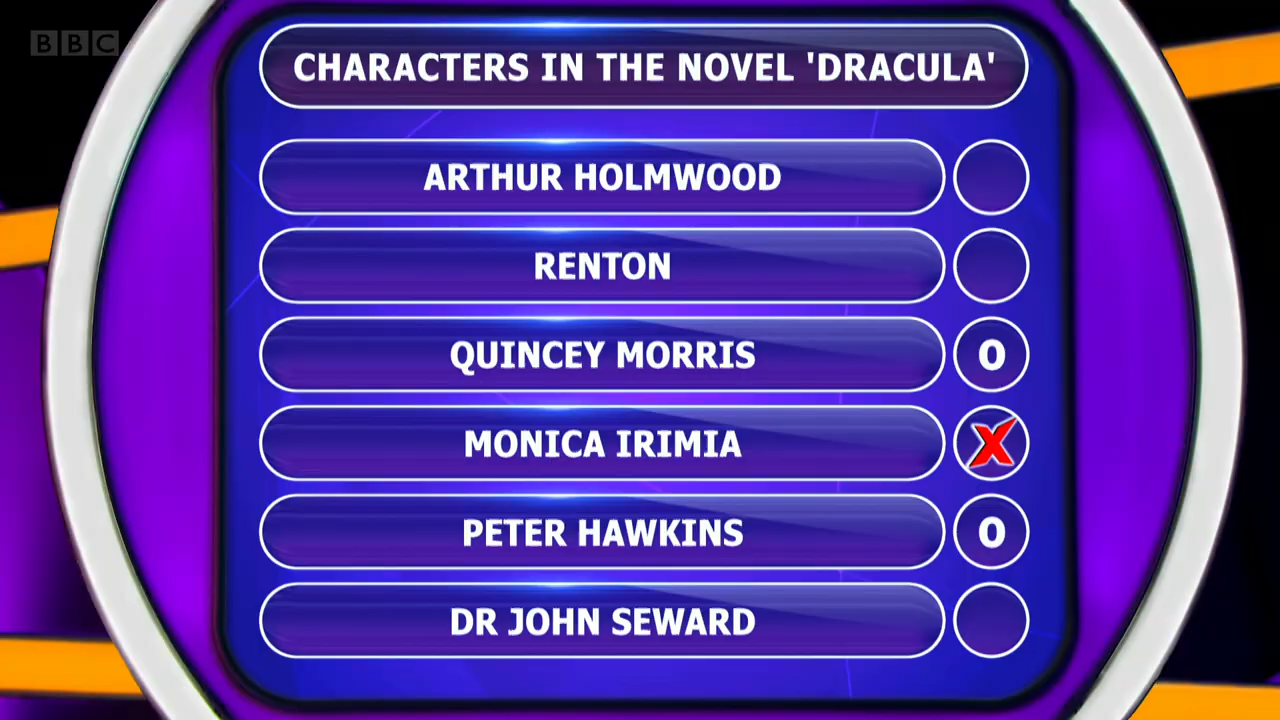 BBC
CHARACTERS IN THE NOVEL 'DRACULA'
ARTHUR HOLMWOOD
RENTON
QUINCEY MORRIS 0
MONICA IRIMIA X
PETER HAWKINS 0
DR JOHN SEWARD